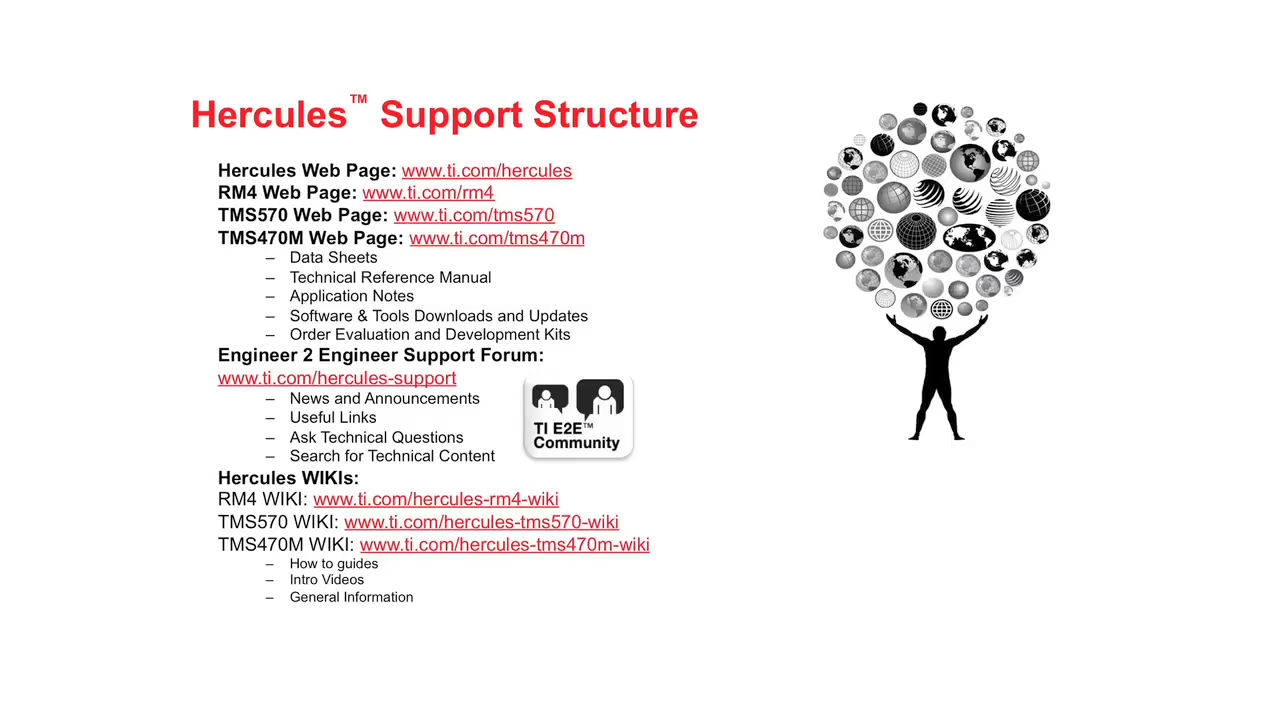 Hercules™ Support Structure
Hercules Web Page: www.ti.com/hercules
RM4 Web Page: www.ti.com/rm4
TMS570 Web Page: www.ti.com/tms570
TMS470M Web Page: www.ti.com/tms470m
– Data Sheets
– Technical Reference Manual
– Application Notes
– Software & Tools Downloads and Updates
– Order Evaluation and Development Kits
Engineer 2 Engineer Support Forum:
www.ti.com/hercules-support
– News and Announcements
– Useful Links
– Ask Technical Questions
– Search for Technical Content
TI E2E™
Community
Hercules WIKIs:
RM4 WIKI: www.ti.com/hercules-rm4-wiki
TMS570 WIKI: www.ti.com/hercules-tms570-wiki
TMS470M WIKI: www.ti.com/hercules-tms470m-wiki
– How to guides
– Intro Videos
– General Information